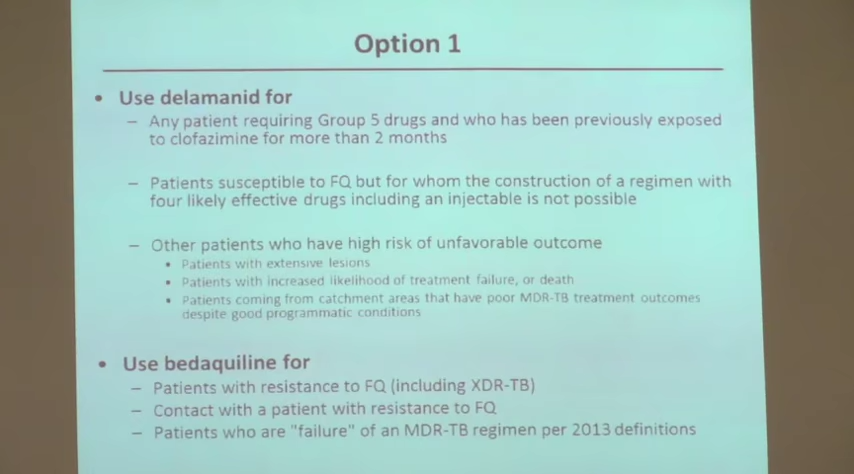 Option 1
• Use delamanid for
– Any patient requiring Group 5 drugs and who has been previously exposed
to clofazimine for more than 2 months
– Patients susceptible to FQ but for whom the construction of a regimen with
four likely effective drugs including an injectable is not possible
– Other patients who have high risk of unfavorable outcome
• Patients with extensive lesions
• Patients with increased likelihood of treatment failure, or death
• Patients coming from catchment areas that have poor MDR-TB treatment outcomes
despite good programmatic conditions
• Use bedaquiline for
– Patients with resistance to FQ (including XDR-TB)
– Contact with a patient with resistance to FQ
– Patients who are "failure" of an MDR-TB regimen per 2013 definitions